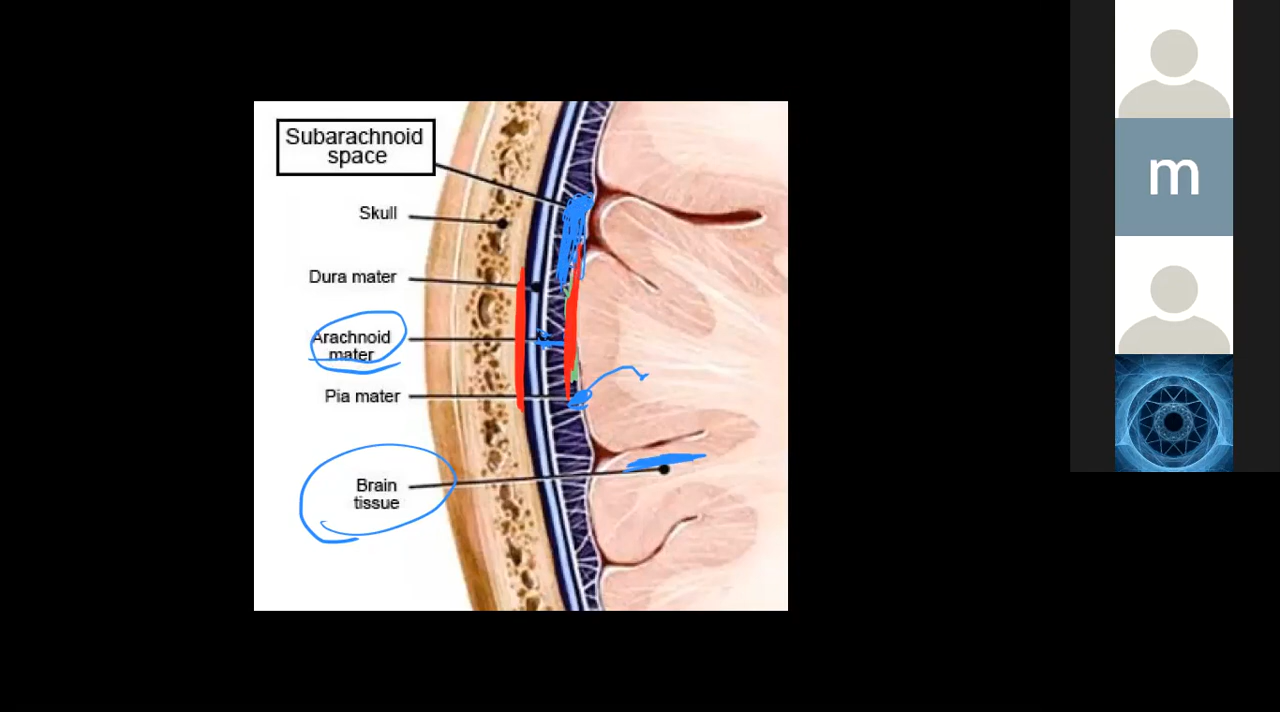 Subarachnoid
space
Skull
Dura mater
Arachnoid
mater
Pia mater
Brain
tissue
m